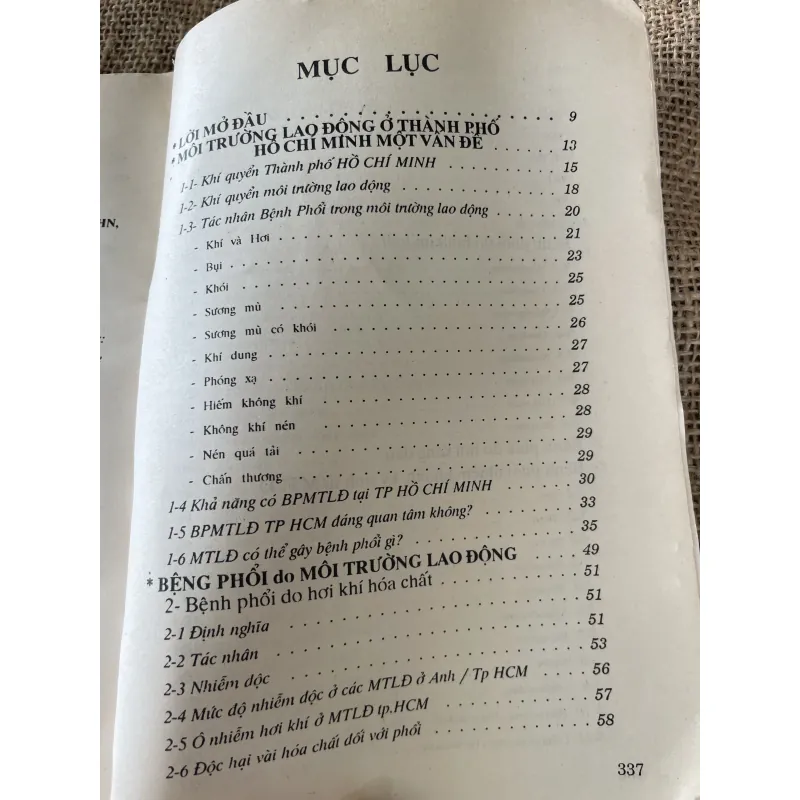 MỤC LỤC
* LỜI MỞ ĐẦU . . . . . . . . . . . . . . . . . . . 9
* MÔI TRƯỜNG LAO ĐỘNG Ở THÀNH PHỐ
HỒ CHÍ MINH MỘT VẤN ĐỀ . . . . . . 13
1-1- Khí quyển Thành phố HỒ CHÍ MINH . . . . . . . 15
1-2- Khí quyển môi trường lao động . . . . . . . . . . 18
1-3- Tác nhân Bệnh Phổi trong môi trường lao động . . . . 20
- Khí và Hơi . . . . . . . . . . . . . . . . . . 21
- Bụi . . . . . . . . . . . . . . . . . . . . . 23
- Khói . . . . . . . . . . . . . . . . . . . . 25
- Sương mù . . . . . . . . . . . . . . . . . 25
- Sương mù có khói . . . . . . . . . . . . . . 26
- Khí dung . . . . . . . . . . . . . . . . . . 27
- Phóng xạ . . . . . . . . . . . . . . . . . . 27
- Hiếm không khí . . . . . . . . . . . . . . . 28
- Không khí nén . . . . . . . . . . . . . . . 28
- Nén quá tải . . . . . . . . . . . . . . . . 29
- Chấn thương . . . . . . . . . . . . . . . . 29
1-4 Khả năng có BPMTLĐ tại TP HỒ CHÍ MINH . . . . . 30
1-5 BPMTLĐ TP HCM đáng quan tâm không? . . . . . . 33
1-6 MTLĐ có thể gây bệnh phổi gì? . . . . . . . . . 35
* BỆNG PHỔI do MÔI TRƯỜNG LAO ĐỘNG . . . . 49
2- Bệnh phổi do hơi khí hóa chất . . . . . . . . . . 51
2-1 Định nghĩa . . . . . . . . . . . . . . . . . . 51
2-2 Tác nhân . . . . . . . . . . . . . . . . . . . 51
2-3 Nhiễm độc . . . . . . . . . . . . . . . . . . 53
2-4 Mức độ nhiễm độc ở các MTLĐ ở Anh / Tp HCM . . . . 56
2-5 Ô nhiễm hơi khí ở MTLĐ tp.HCM . . . . . . . . . 57
2-6 Độc hại vài hóa chất đối với phổi . . . . . . . . . 58
337
HN,